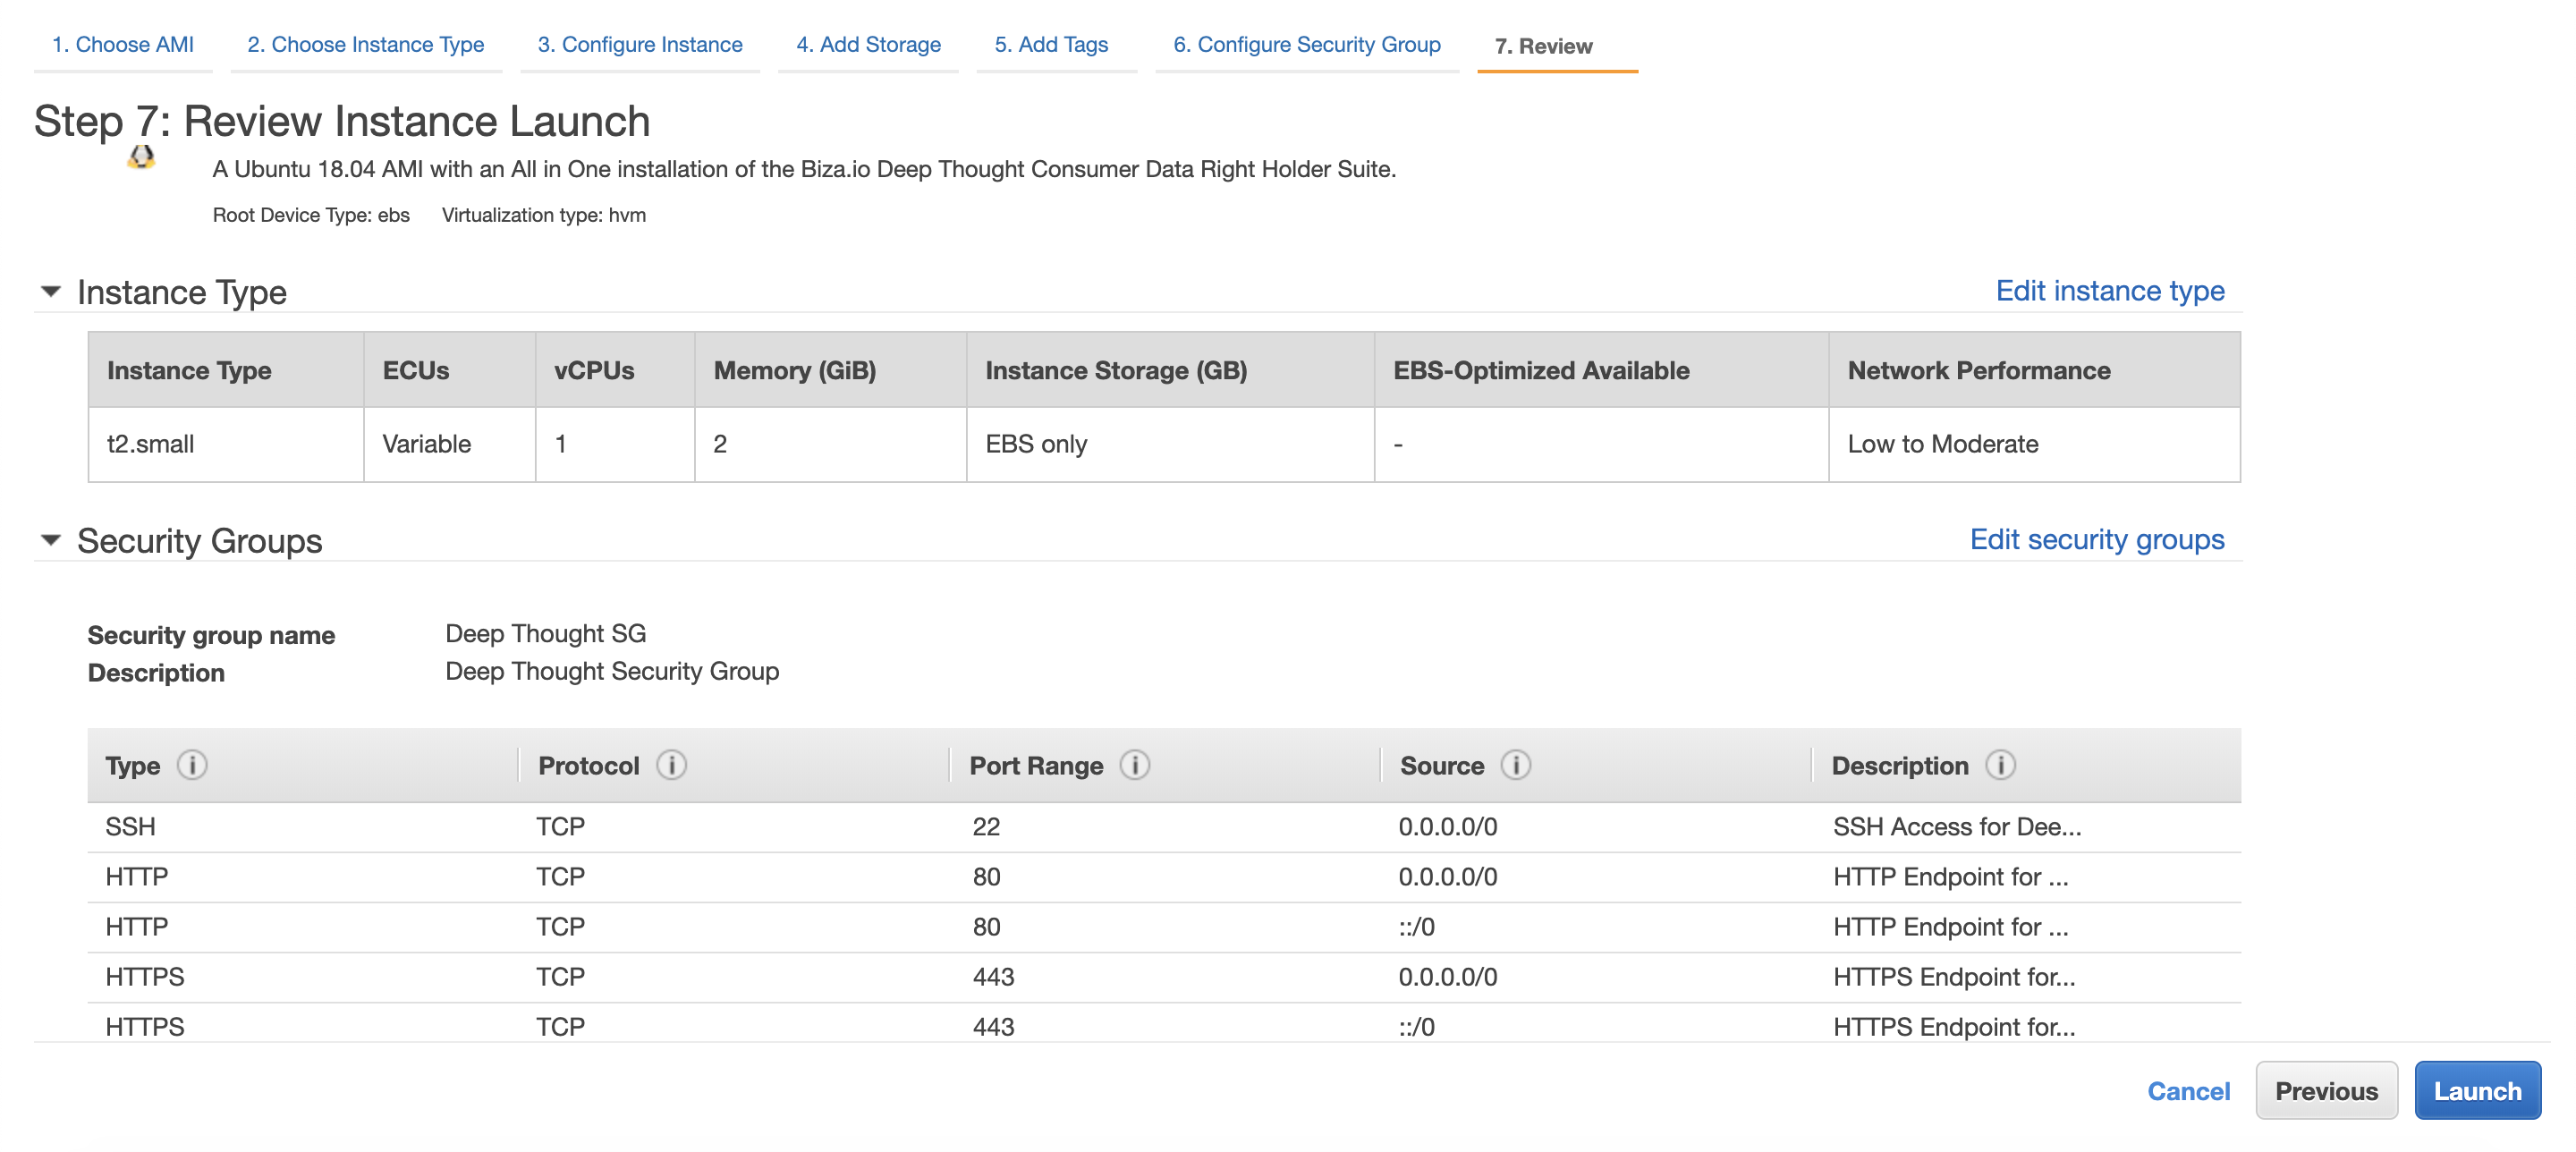 1. Choose AMI 2. Choose Instance Type 3. Configure Instance 4. Add Storage 5. Add Tags 6. Configure Security Group 7. Review
Step 7: Review Instance Launch
A Ubuntu 18.04 AMI with an All in One installation of the Biza.io Deep Thought Consumer Data Right Holder Suite.
Root Device Type: ebs Virtualization type: hvm
Instance Type Edit instance type
Instance Type ECUs vCPUs Memory (GiB) Instance Storage (GB) EBS-Optimized Available Network Performance
t2.small Variable 1 2 EBS only - Low to Moderate
Security Groups Edit security groups
Security group name Deep Thought SG
Description Deep Thought Security Group
Type Protocol Port Range Source Description
SSH TCP 22 0.0.0.0/0 SSH Access for Dee...
HTTP TCP 80 0.0.0.0/0 HTTP Endpoint for ...
HTTP TCP 80 ::/0 HTTP Endpoint for ...
HTTPS TCP 443 0.0.0.0/0 HTTPS Endpoint for...
HTTPS TCP 443 ::/0 HTTPS Endpoint for...
Cancel Previous Launch